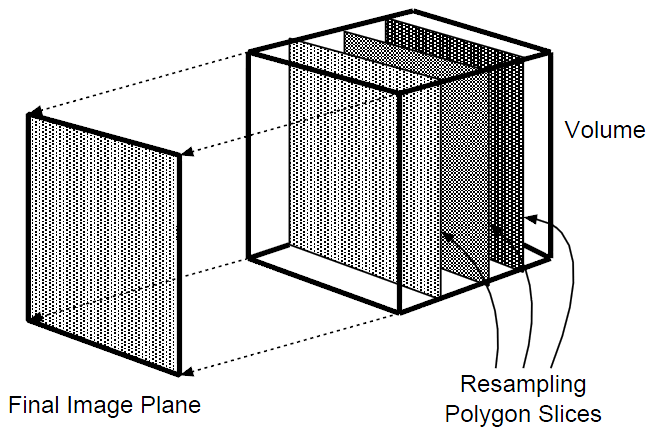 Volume
Resampling
Polygon Slices
Final Image Plane